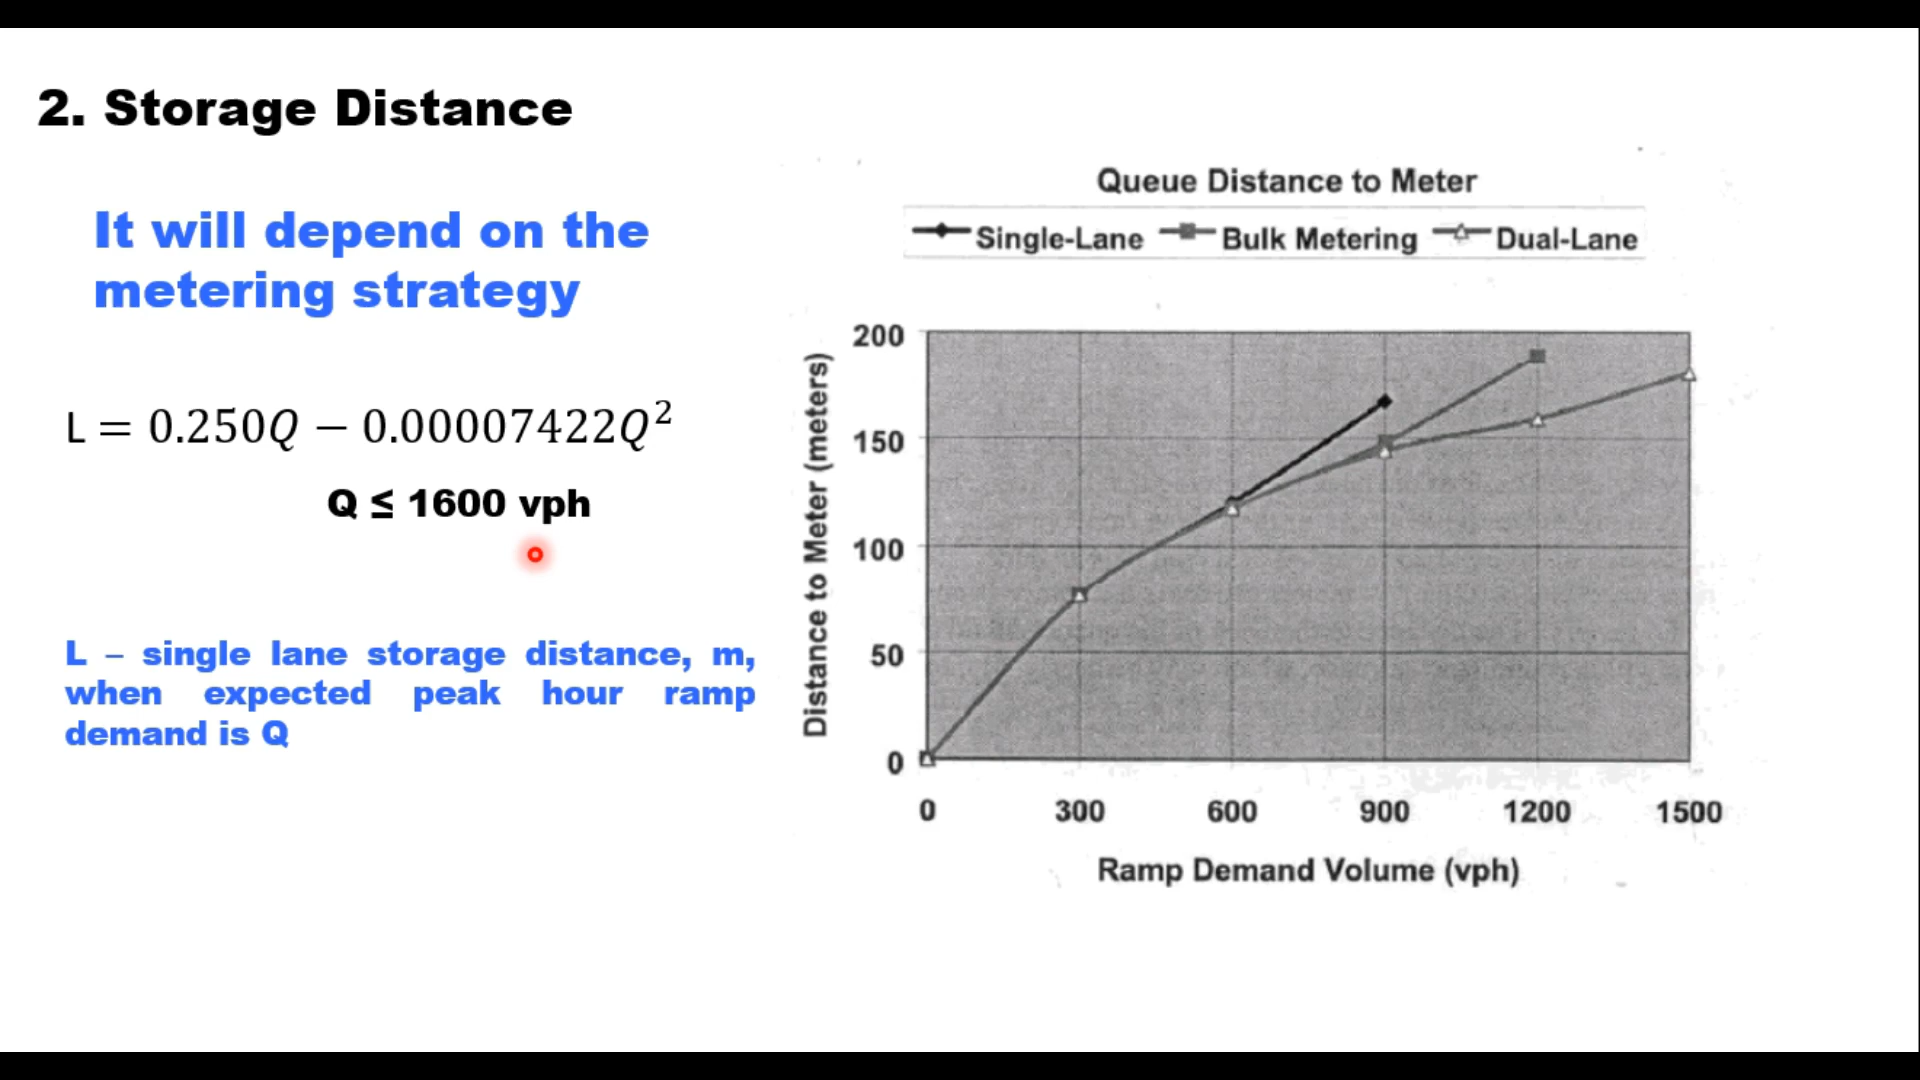 2. Storage Distance
It will depend on the
metering strategy
L = 0.250Q − 0.00007422Q²
Q ≤ 1600 vph
L – single lane storage distance, m,
when expected peak hour ramp
demand is Q
Queue Distance to Meter
Single-Lane Bulk Metering Dual-Lane
Distance to Meter (meters)
200
150
100
50
0
0 300 600 900 1200 1500
Ramp Demand Volume (vph)